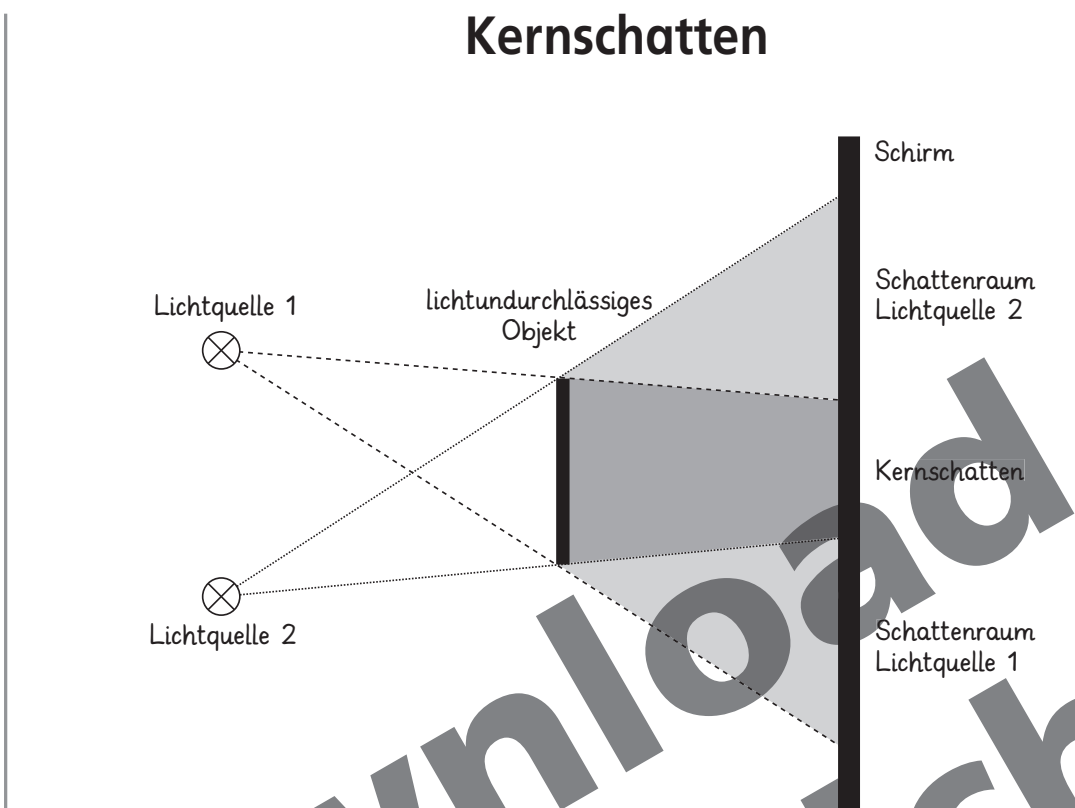 Kernschatten
Schirm
Schattenraum
Lichtquelle 2
Lichtquelle 1
lichtundurchlässiges
Objekt
Kernschatten
Lichtquelle 2
Schattenraum
Lichtquelle 1